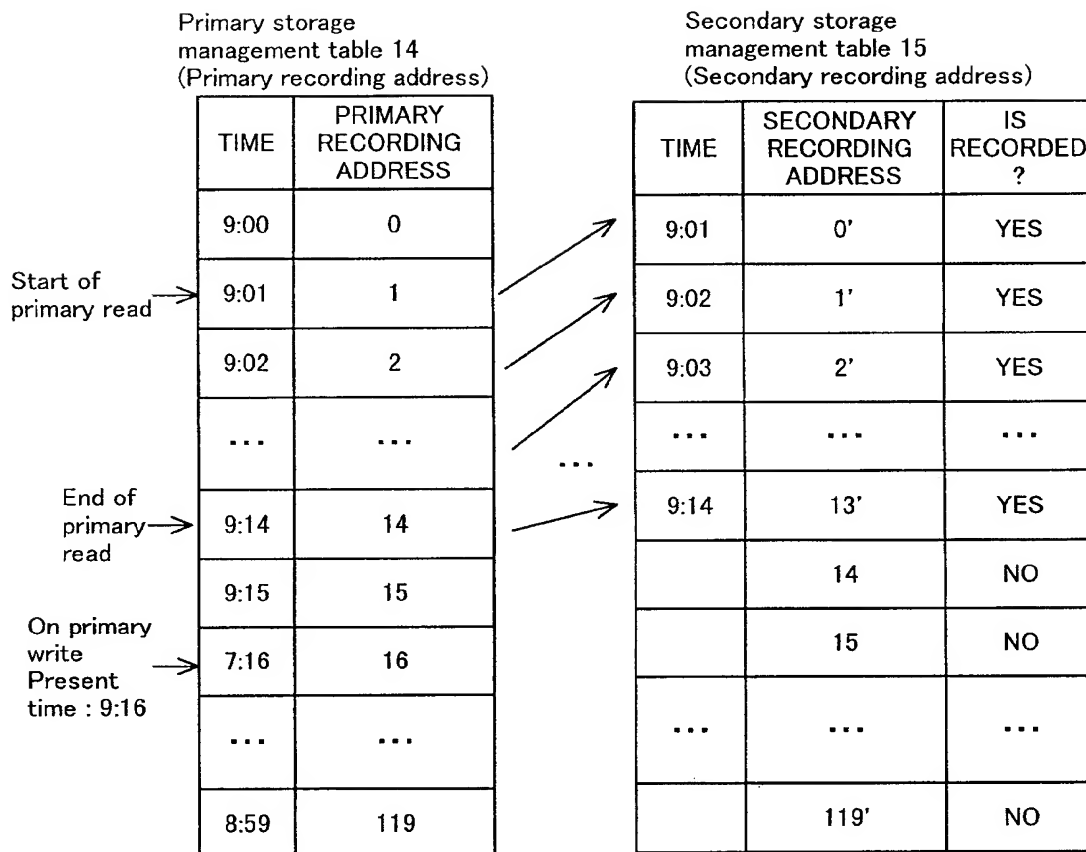 Primary storage
management table 14
(Primary recording address)
TIME PRIMARY RECORDING ADDRESS
9:00 0
Start of
primary read
9:01 1
9:02 2
... ...
End of
primary
read
9:14 14
9:15 15
On primary
write
Present
time : 9:16
7:16 16
... ...
8:59 119
...
Secondary storage
management table 15
(Secondary recording address)
TIME SECONDARY RECORDING ADDRESS IS RECORDED ?
9:01 0' YES
9:02 1' YES
9:03 2' YES
... ... ...
9:14 13' YES
14 NO
15 NO
... ... ...
119' NO